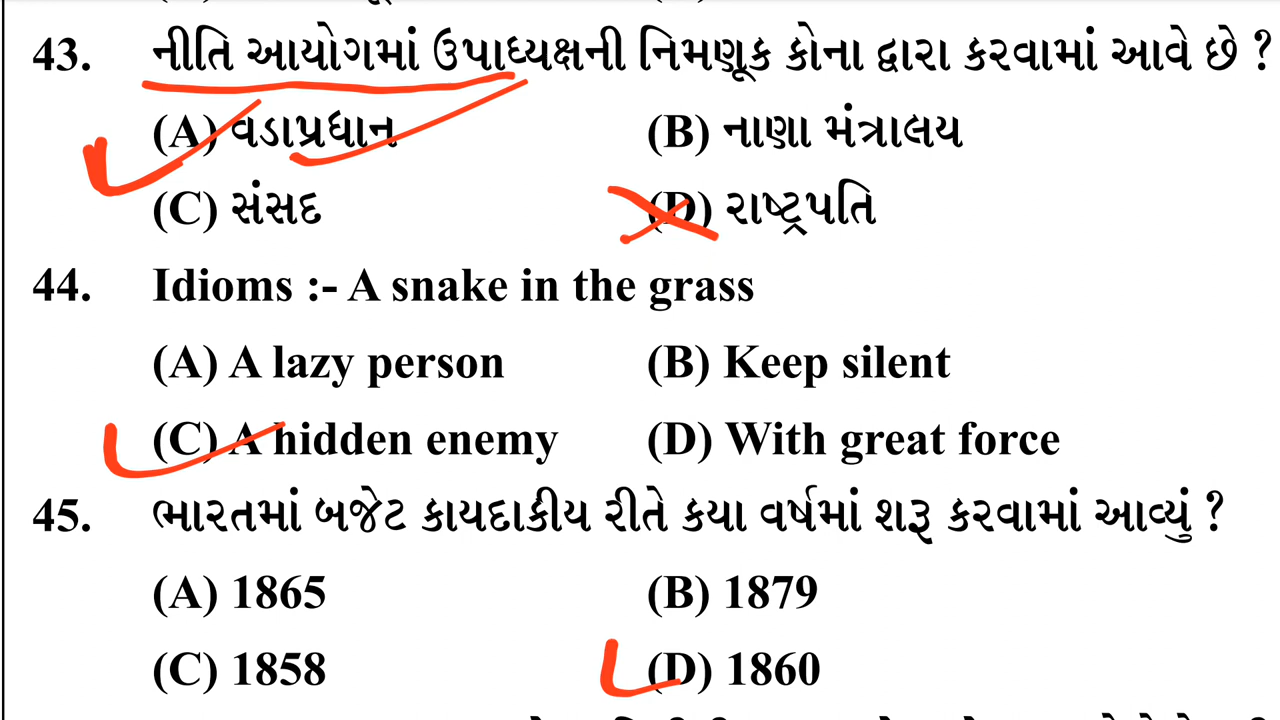 43. નીતિ આયોગમાં ઉપાધ્યક્ષની નિમણૂક કોના દ્વારા કરવામાં આવે છે ?
(A) વડાપ્રધાન (B) નાણા મંત્રાલય
(C) સંસદ (D) રાષ્ટ્રપતિ
44. Idioms :- A snake in the grass
(A) A lazy person (B) Keep silent
(C) A hidden enemy (D) With great force
45. ભારતમાં બજેટ કાયદાકીય રીતે કયા વર્ષમાં શરૂ કરવામાં આવ્યું ?
(A) 1865 (B) 1879
(C) 1858 (D) 1860